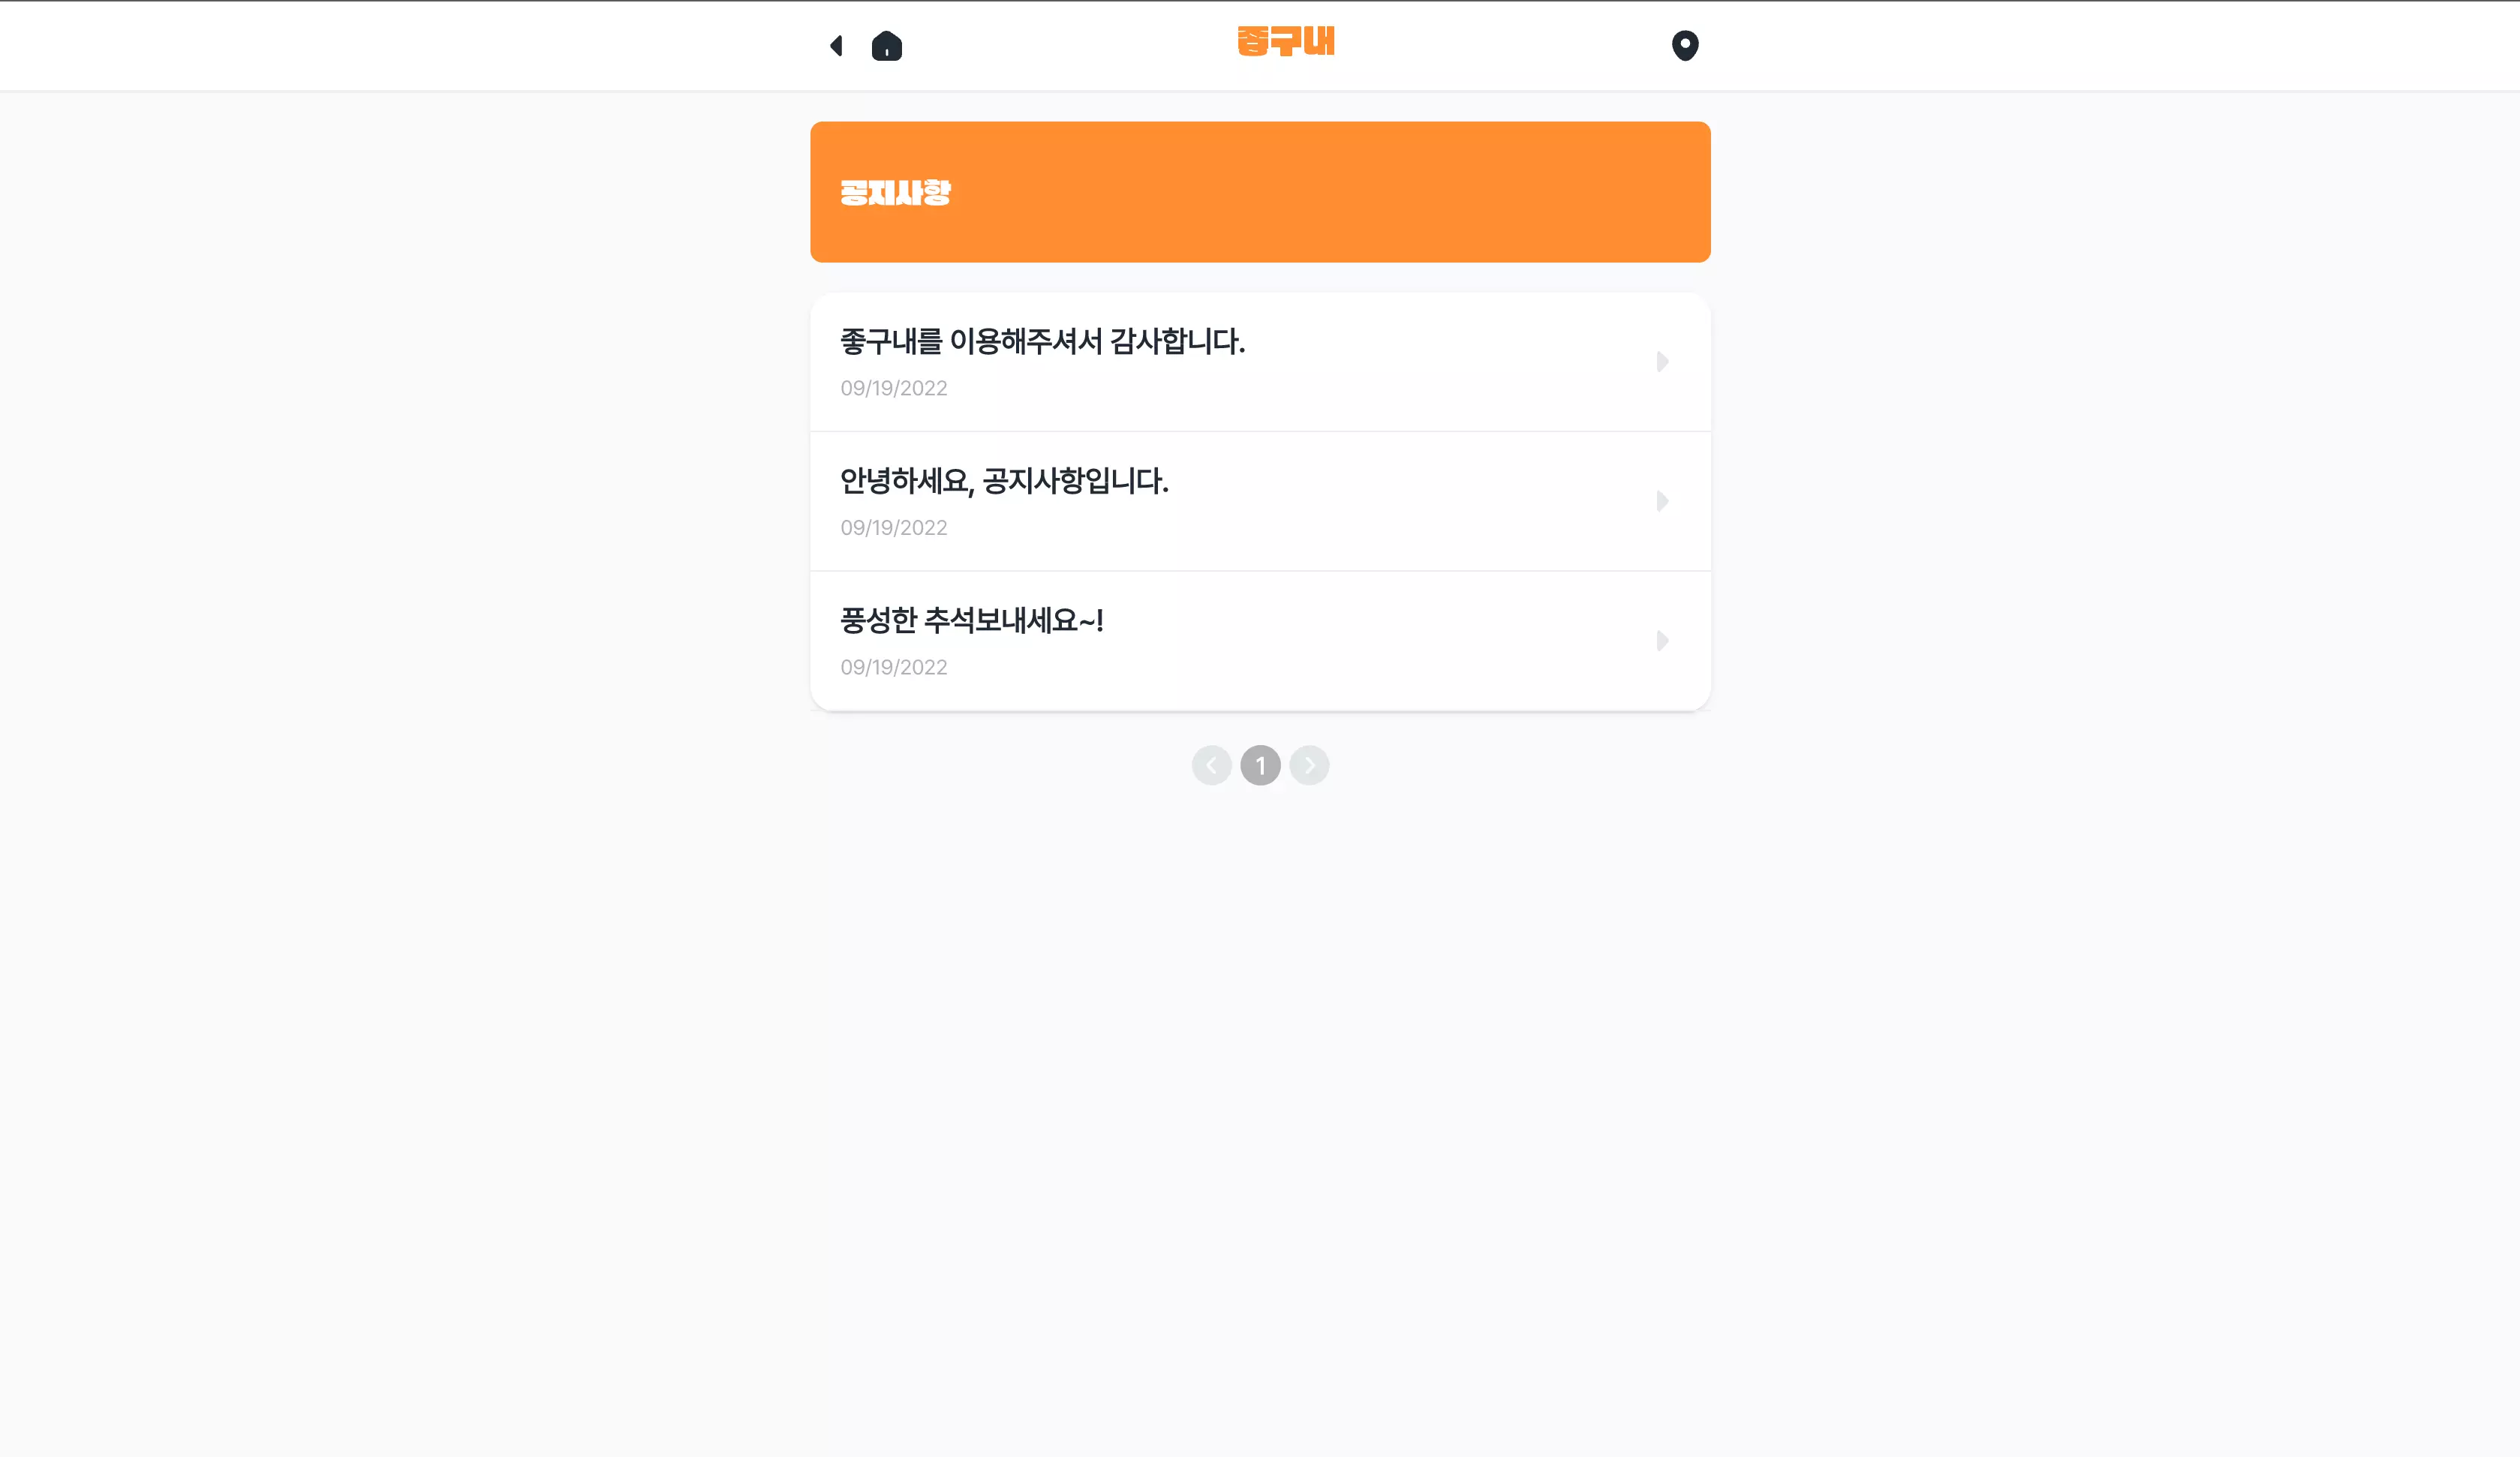 좋구내
공지사항
좋구내를 이용해주셔서 감사합니다.
09/19/2022
안녕하세요, 공지사항입니다.
09/19/2022
풍성한 추석보내세요~!
09/19/2022
1